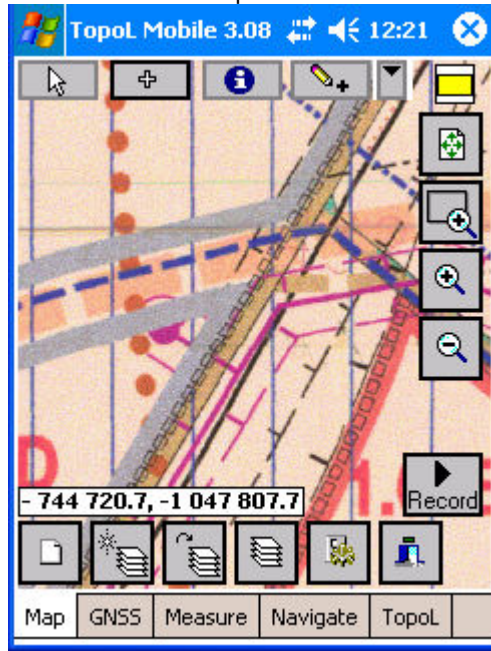 TopoL Mobile 3.08 12:21
- 744 720.7, -1 047 807.7
Record
Map GNSS Measure Navigate TopoL